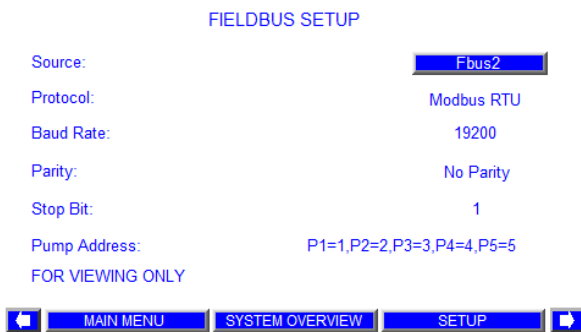 FIELDBUS SETUP
Source: Fbus2
Protocol: Modbus RTU
Baud Rate: 19200
Parity: No Parity
Stop Bit: 1
Pump Address: P1=1,P2=2,P3=3,P4=4,P5=5
FOR VIEWING ONLY
MAIN MENU SYSTEM OVERVIEW SETUP